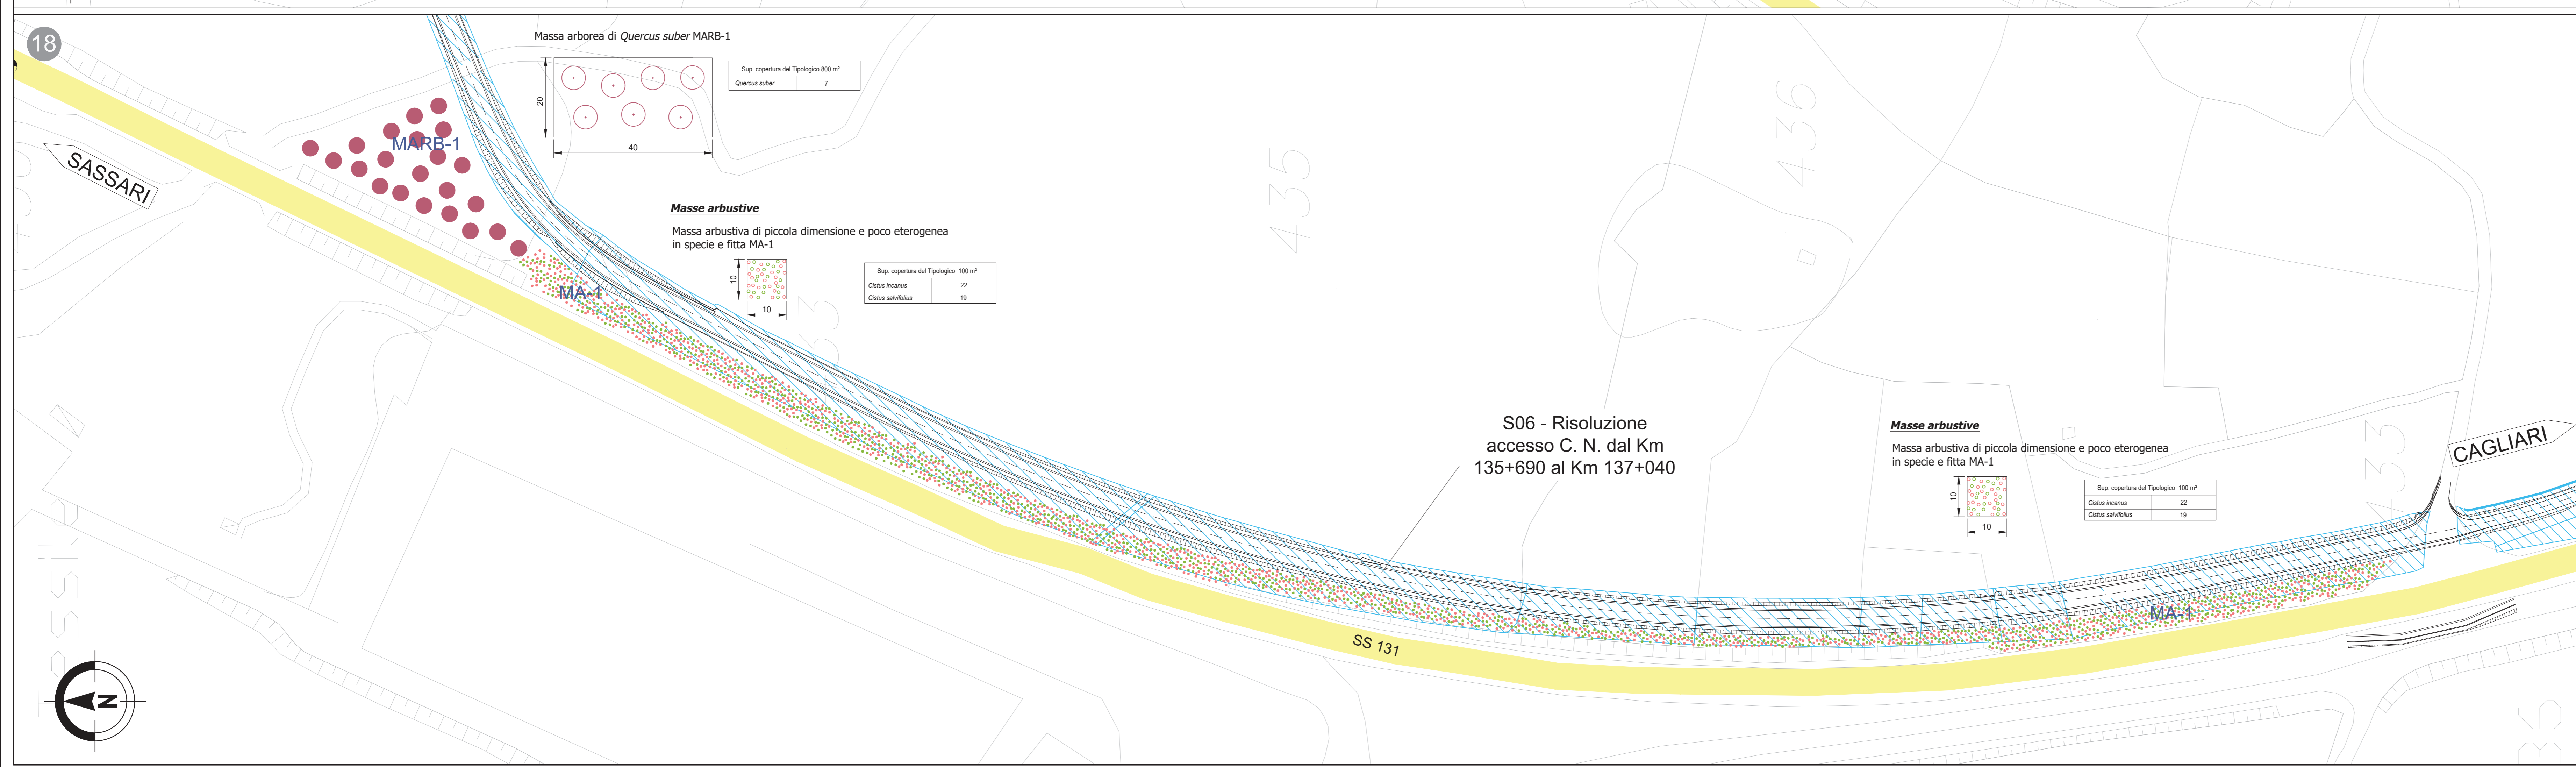 18
SASSARI
MARB-1
Massa arborea di Quercus suber MARB-1
20
40
Sup. copertura del Tipologico 800 m²
Quercus suber 7
Masse arbustive
Massa arbustiva di piccola dimensione e poco eterogenea
in specie e fitta MA-1
10
10
Sup. copertura del Tipologico 100 m²
Cistus incanus 22
Cistus salvifolius 19
MA-1
435
436
S06 - Risoluzione
accesso C. N. dal Km
135+690 al Km 137+040
SS 131
Masse arbustive
Massa arbustiva di piccola dimensione e poco eterogenea
in specie e fitta MA-1
10
10
Sup. copertura del Tipologico 100 m²
Cistus incanus 22
Cistus salvifolius 19
433
CAGLIARI
MA-1
N